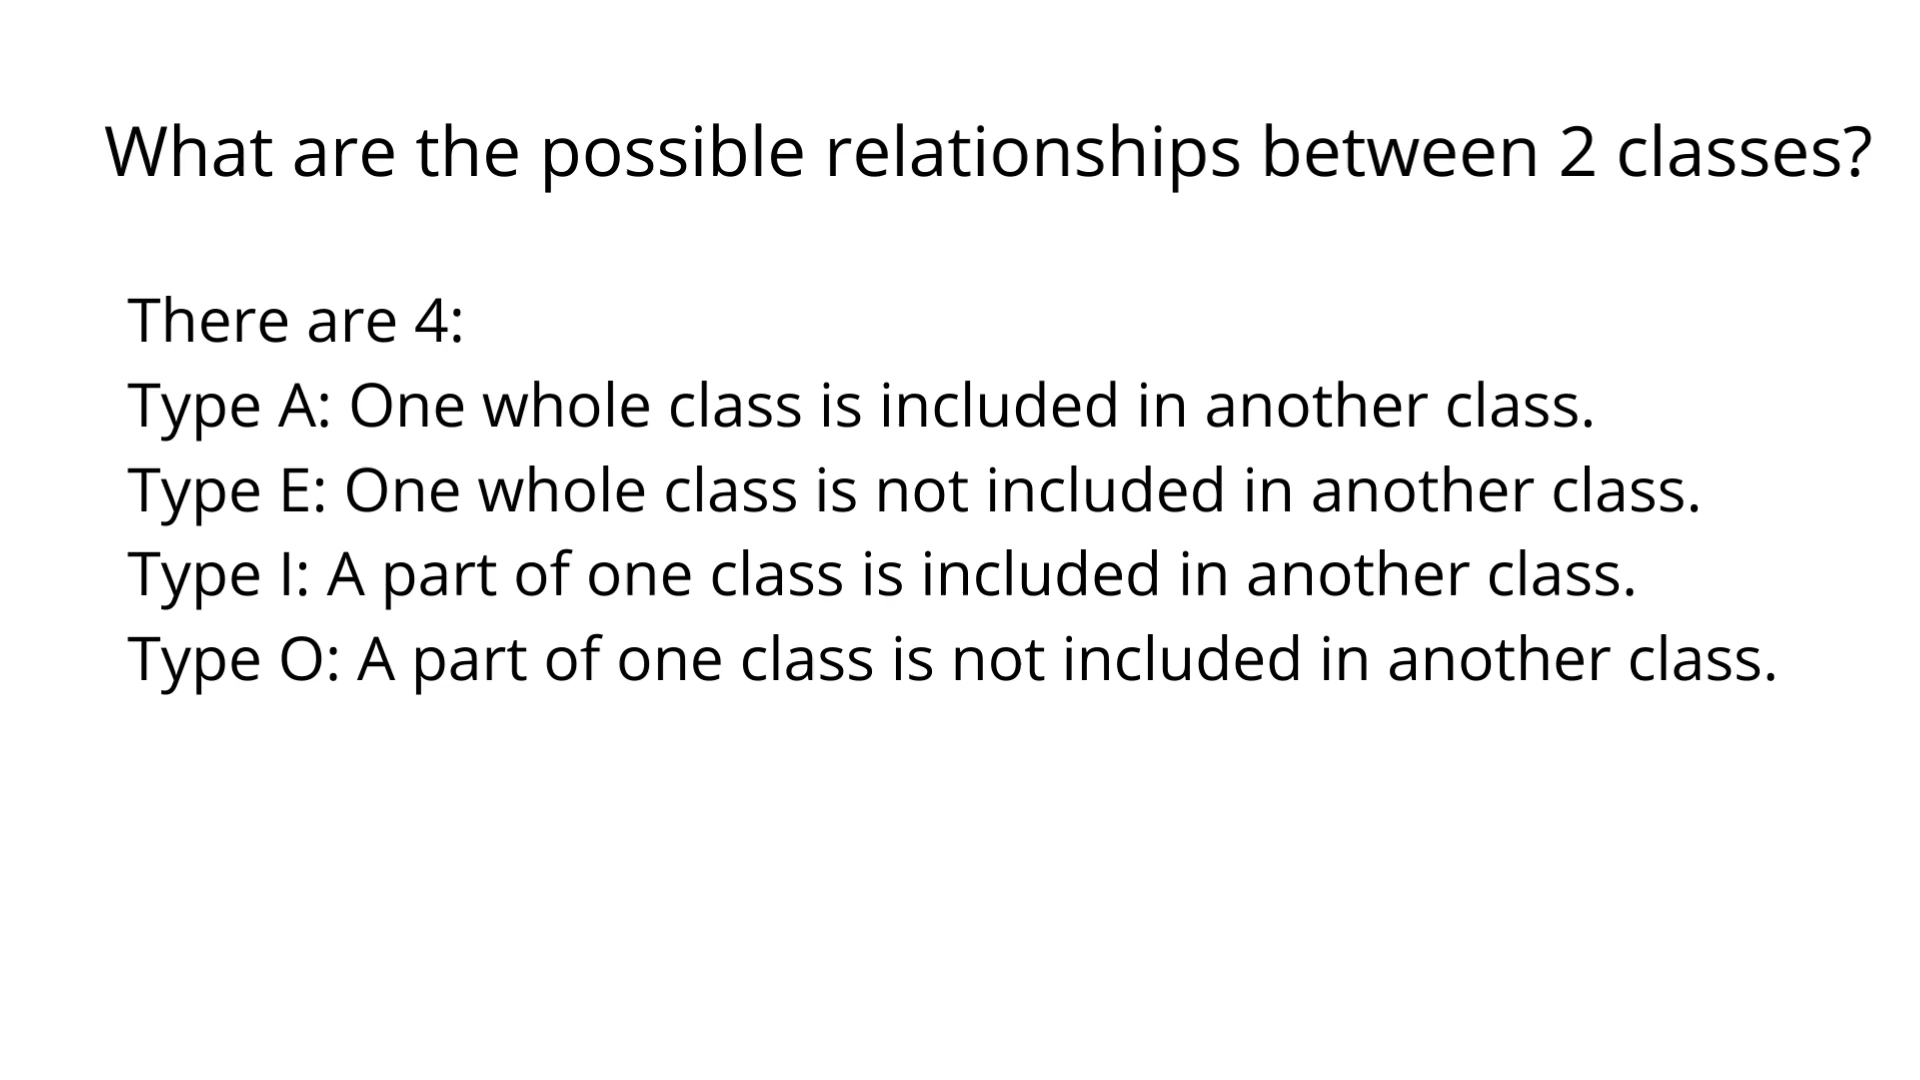 What are the possible relationships between 2 classes?
There are 4:
Type A: One whole class is included in another class.
Type E: One whole class is not included in another class.
Type I: A part of one class is included in another class.
Type O: A part of one class is not included in another class.